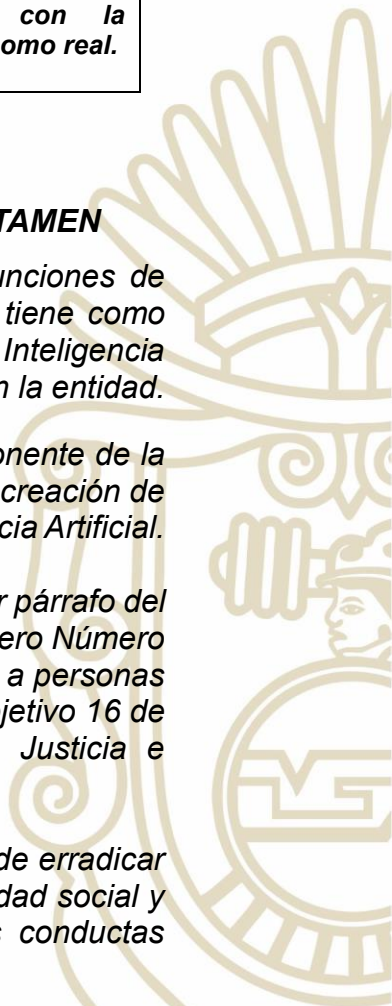 con la
omo real.
TAMEN
unciones de
tiene como
Inteligencia
n la entidad.
onente de la
creación de
cia Artificial.
r párrafo del
ero Número
a personas
jetivo 16 de
Justicia e
de erradicar
dad social y
s conductas